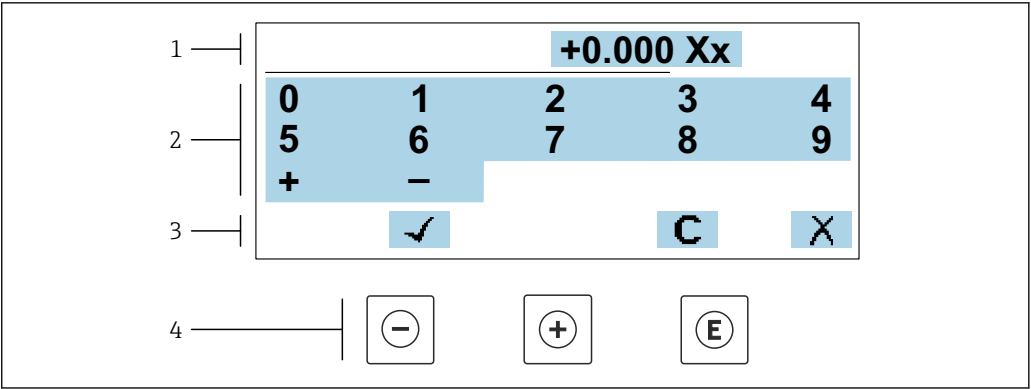 1 +0.000 Xx
0 1 2 3 4
2 5 6 7 8 9
+ –
3 ✓ C X
4 − + E